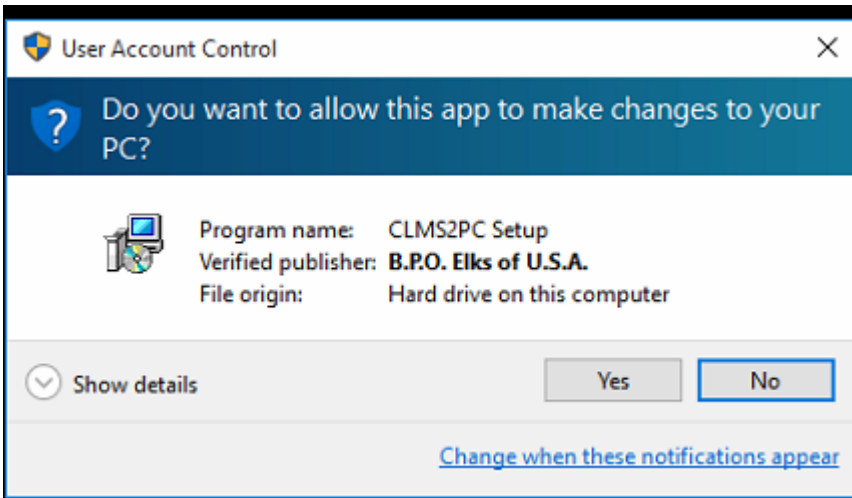 User Account Control
Do you want to allow this app to make changes to your
PC?
Program name: CLMS2PC Setup
Verified publisher: B.P.O. Elks of U.S.A.
File origin: Hard drive on this computer
Show details
Yes
No
Change when these notifications appear